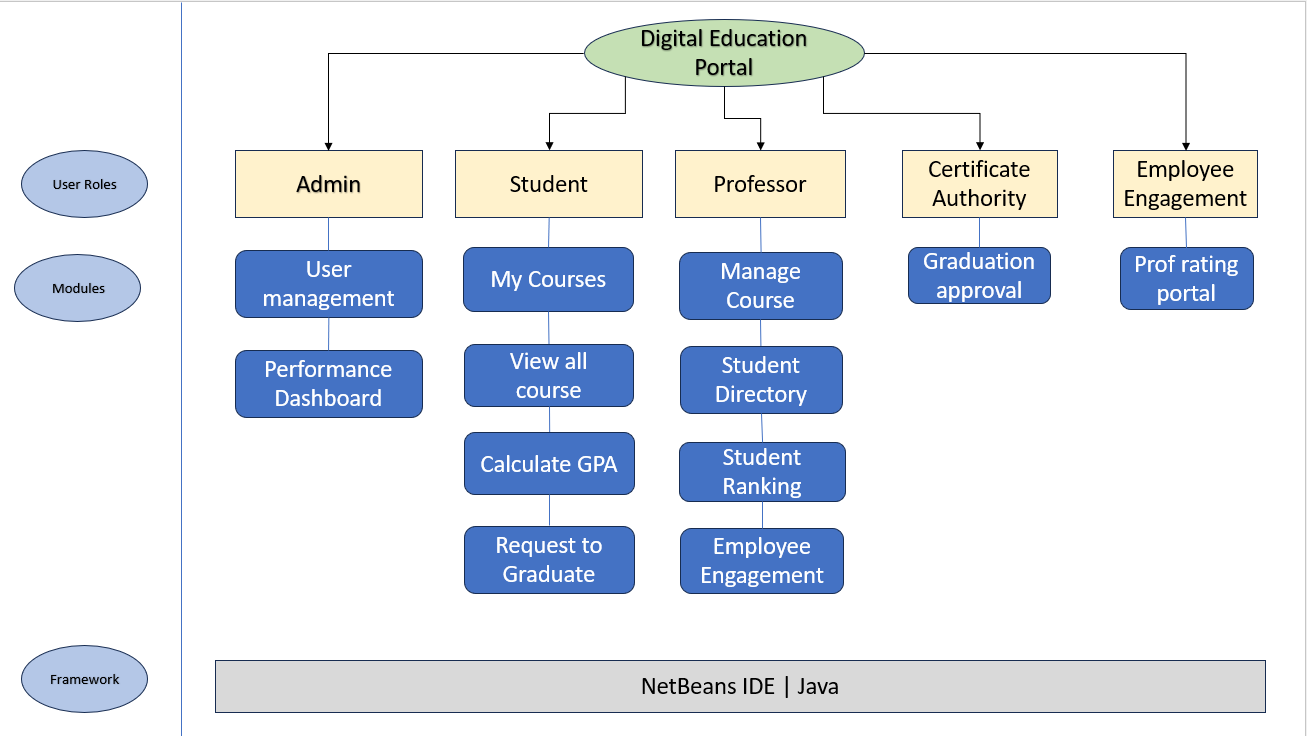 Digital Education
Portal
User Roles
Admin
Student
Professor
Certificate
Authority
Employee
Engagement
Modules
User
management
Performance
Dashboard
My Courses
View all
course
Calculate GPA
Request to
Graduate
Manage
Course
Student
Directory
Student
Ranking
Employee
Engagement
Graduation
approval
Prof rating
portal
Framework
NetBeans IDE | Java